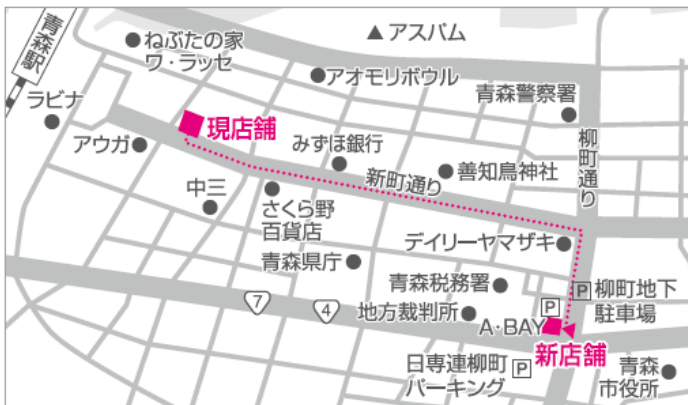 青森駅
ラビナ
ねぶたの家
ワ・ラッセ
アスパム
アオモリボウル
青森警察署
現店舗
アウガ
みずほ銀行
柳町通り
善知鳥神社
新町通り
中三
さくら野
百貨店
デイリーヤマザキ
青森県庁
青森税務署
P 柳町地下
駐車場
7
4
地方裁判所
P
A・BAY
新店舗
日専連柳町
パーキング P
青森
市役所